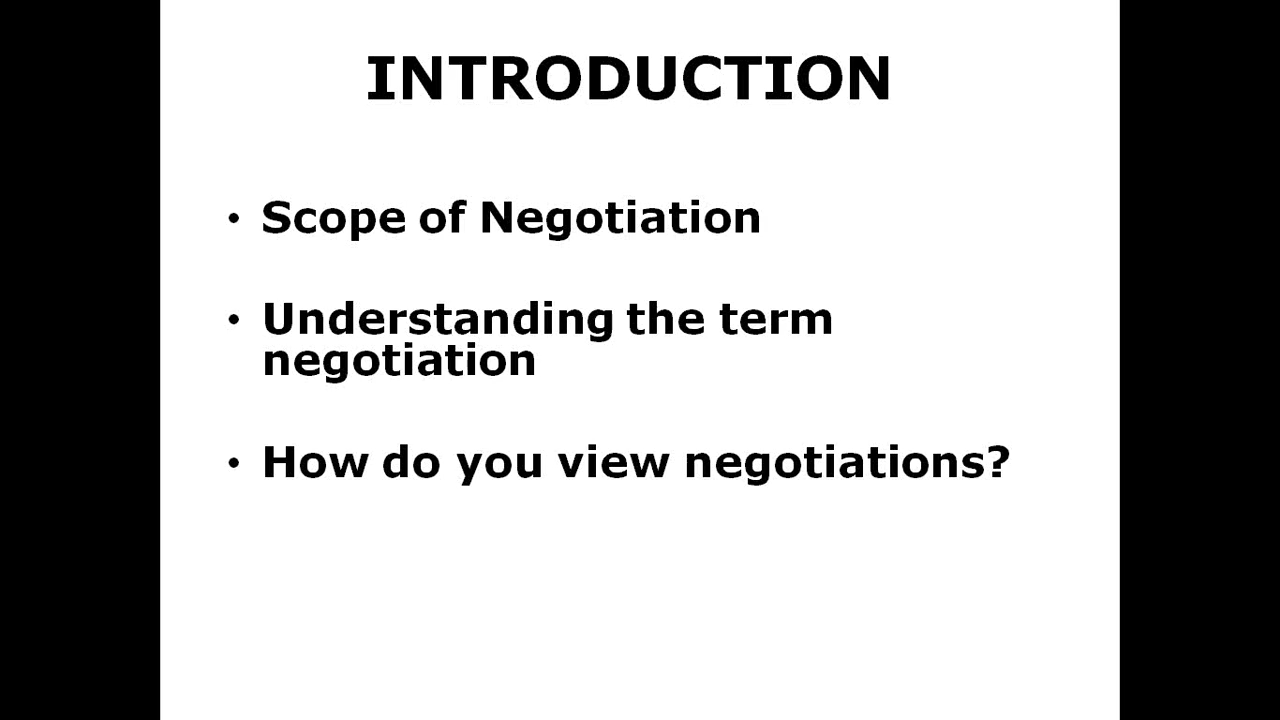 INTRODUCTION
• Scope of Negotiation
• Understanding the term
negotiation
• How do you view negotiations?